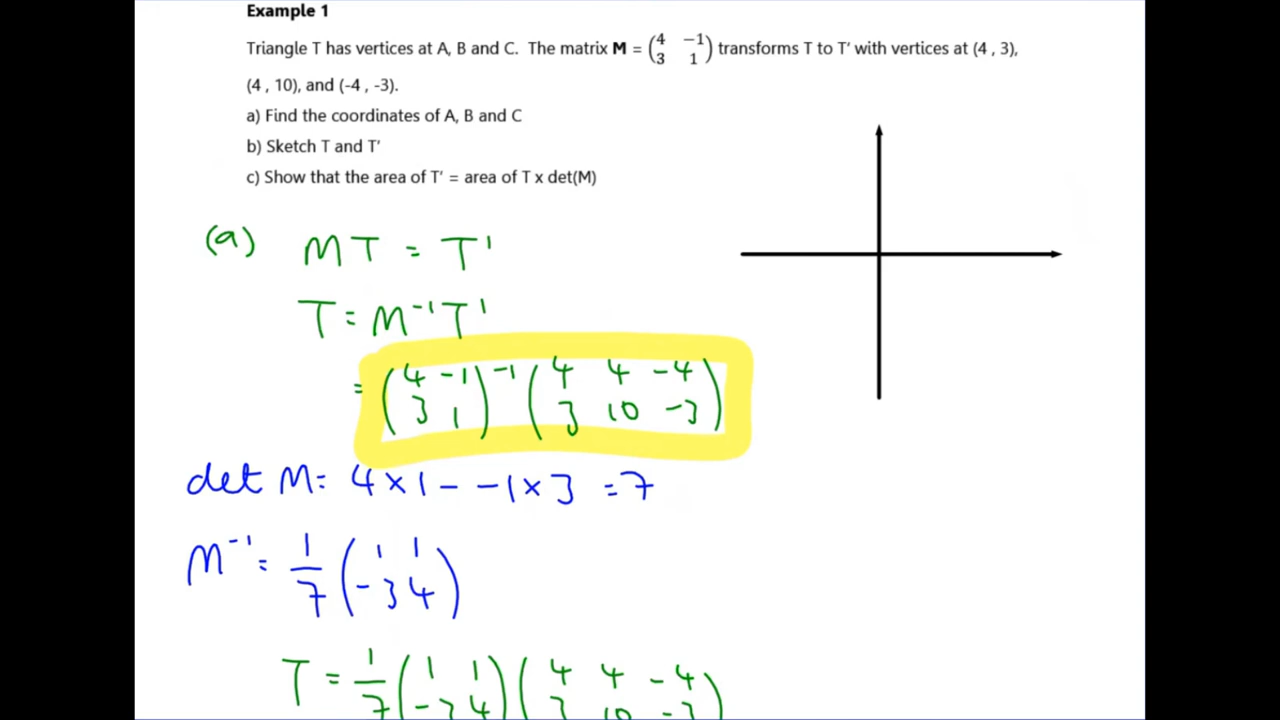 Example 1
Triangle T has vertices at A, B and C. The matrix M = (4 −1 3 1) transforms T to T′ with vertices at (4 , 3),
(4 , 10), and (-4 , -3).
a) Find the coordinates of A, B and C
b) Sketch T and T′
c) Show that the area of T′ = area of T x det(M)
(a) MT = T'
T = M⁻¹T'
= (4 -1 3 1)⁻¹ (4 4 -4 3 10 -3)
det M = 4 x 1 - -1 x 3 = 7
M⁻¹ = 1/7 (1 1 -3 4)
T = 1/7 (1 1 -3 4) (4 4 -4 3 10 -3)